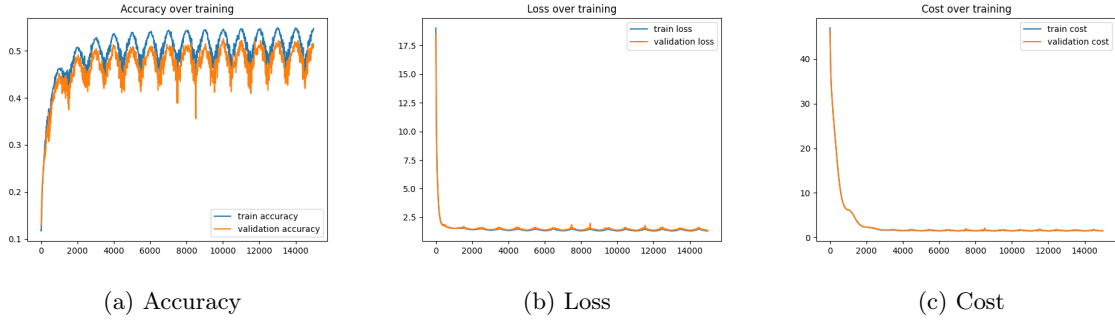 Accuracy over training
0.5
0.4
0.3
0.2
0.1
train accuracy
validation accuracy
0 2000 4000 6000 8000 10000 12000 14000
(a) Accuracy
Loss over training
17.5
15.0
12.5
10.0
7.5
5.0
2.5
train loss
validation loss
0 2000 4000 6000 8000 10000 12000 14000
(b) Loss
Cost over training
40
30
20
10
0
train cost
validation cost
0 2000 4000 6000 8000 10000 12000 14000
(c) Cost